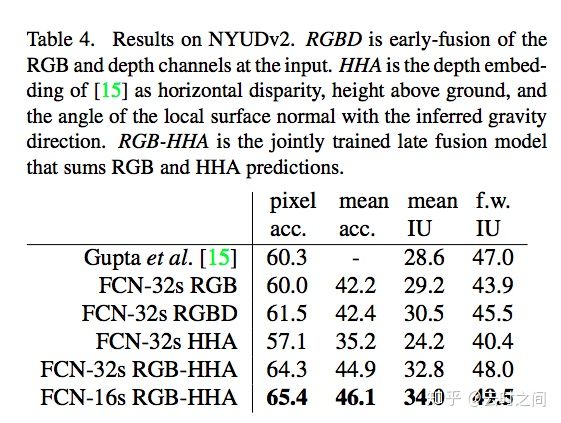 Table 4. Results on NYUDv2. RGBD is early-fusion of the
RGB and depth channels at the input. HHA is the depth embed-
ding of [15] as horizontal disparity, height above ground, and
the angle of the local surface normal with the inferred gravity
direction. RGB-HHA is the jointly trained late fusion model
that sums RGB and HHA predictions.
pixel mean mean f.w.
acc. acc. IU IU
Gupta et al. [15] 60.3 - 28.6 47.0
FCN-32s RGB 60.0 42.2 29.2 43.9
FCN-32s RGBD 61.5 42.4 30.5 45.5
FCN-32s HHA 57.1 35.2 24.2 40.4
FCN-32s RGB-HHA 64.3 44.9 32.8 48.0
FCN-16s RGB-HHA 65.4 46.1 34.0 49.5
知乎